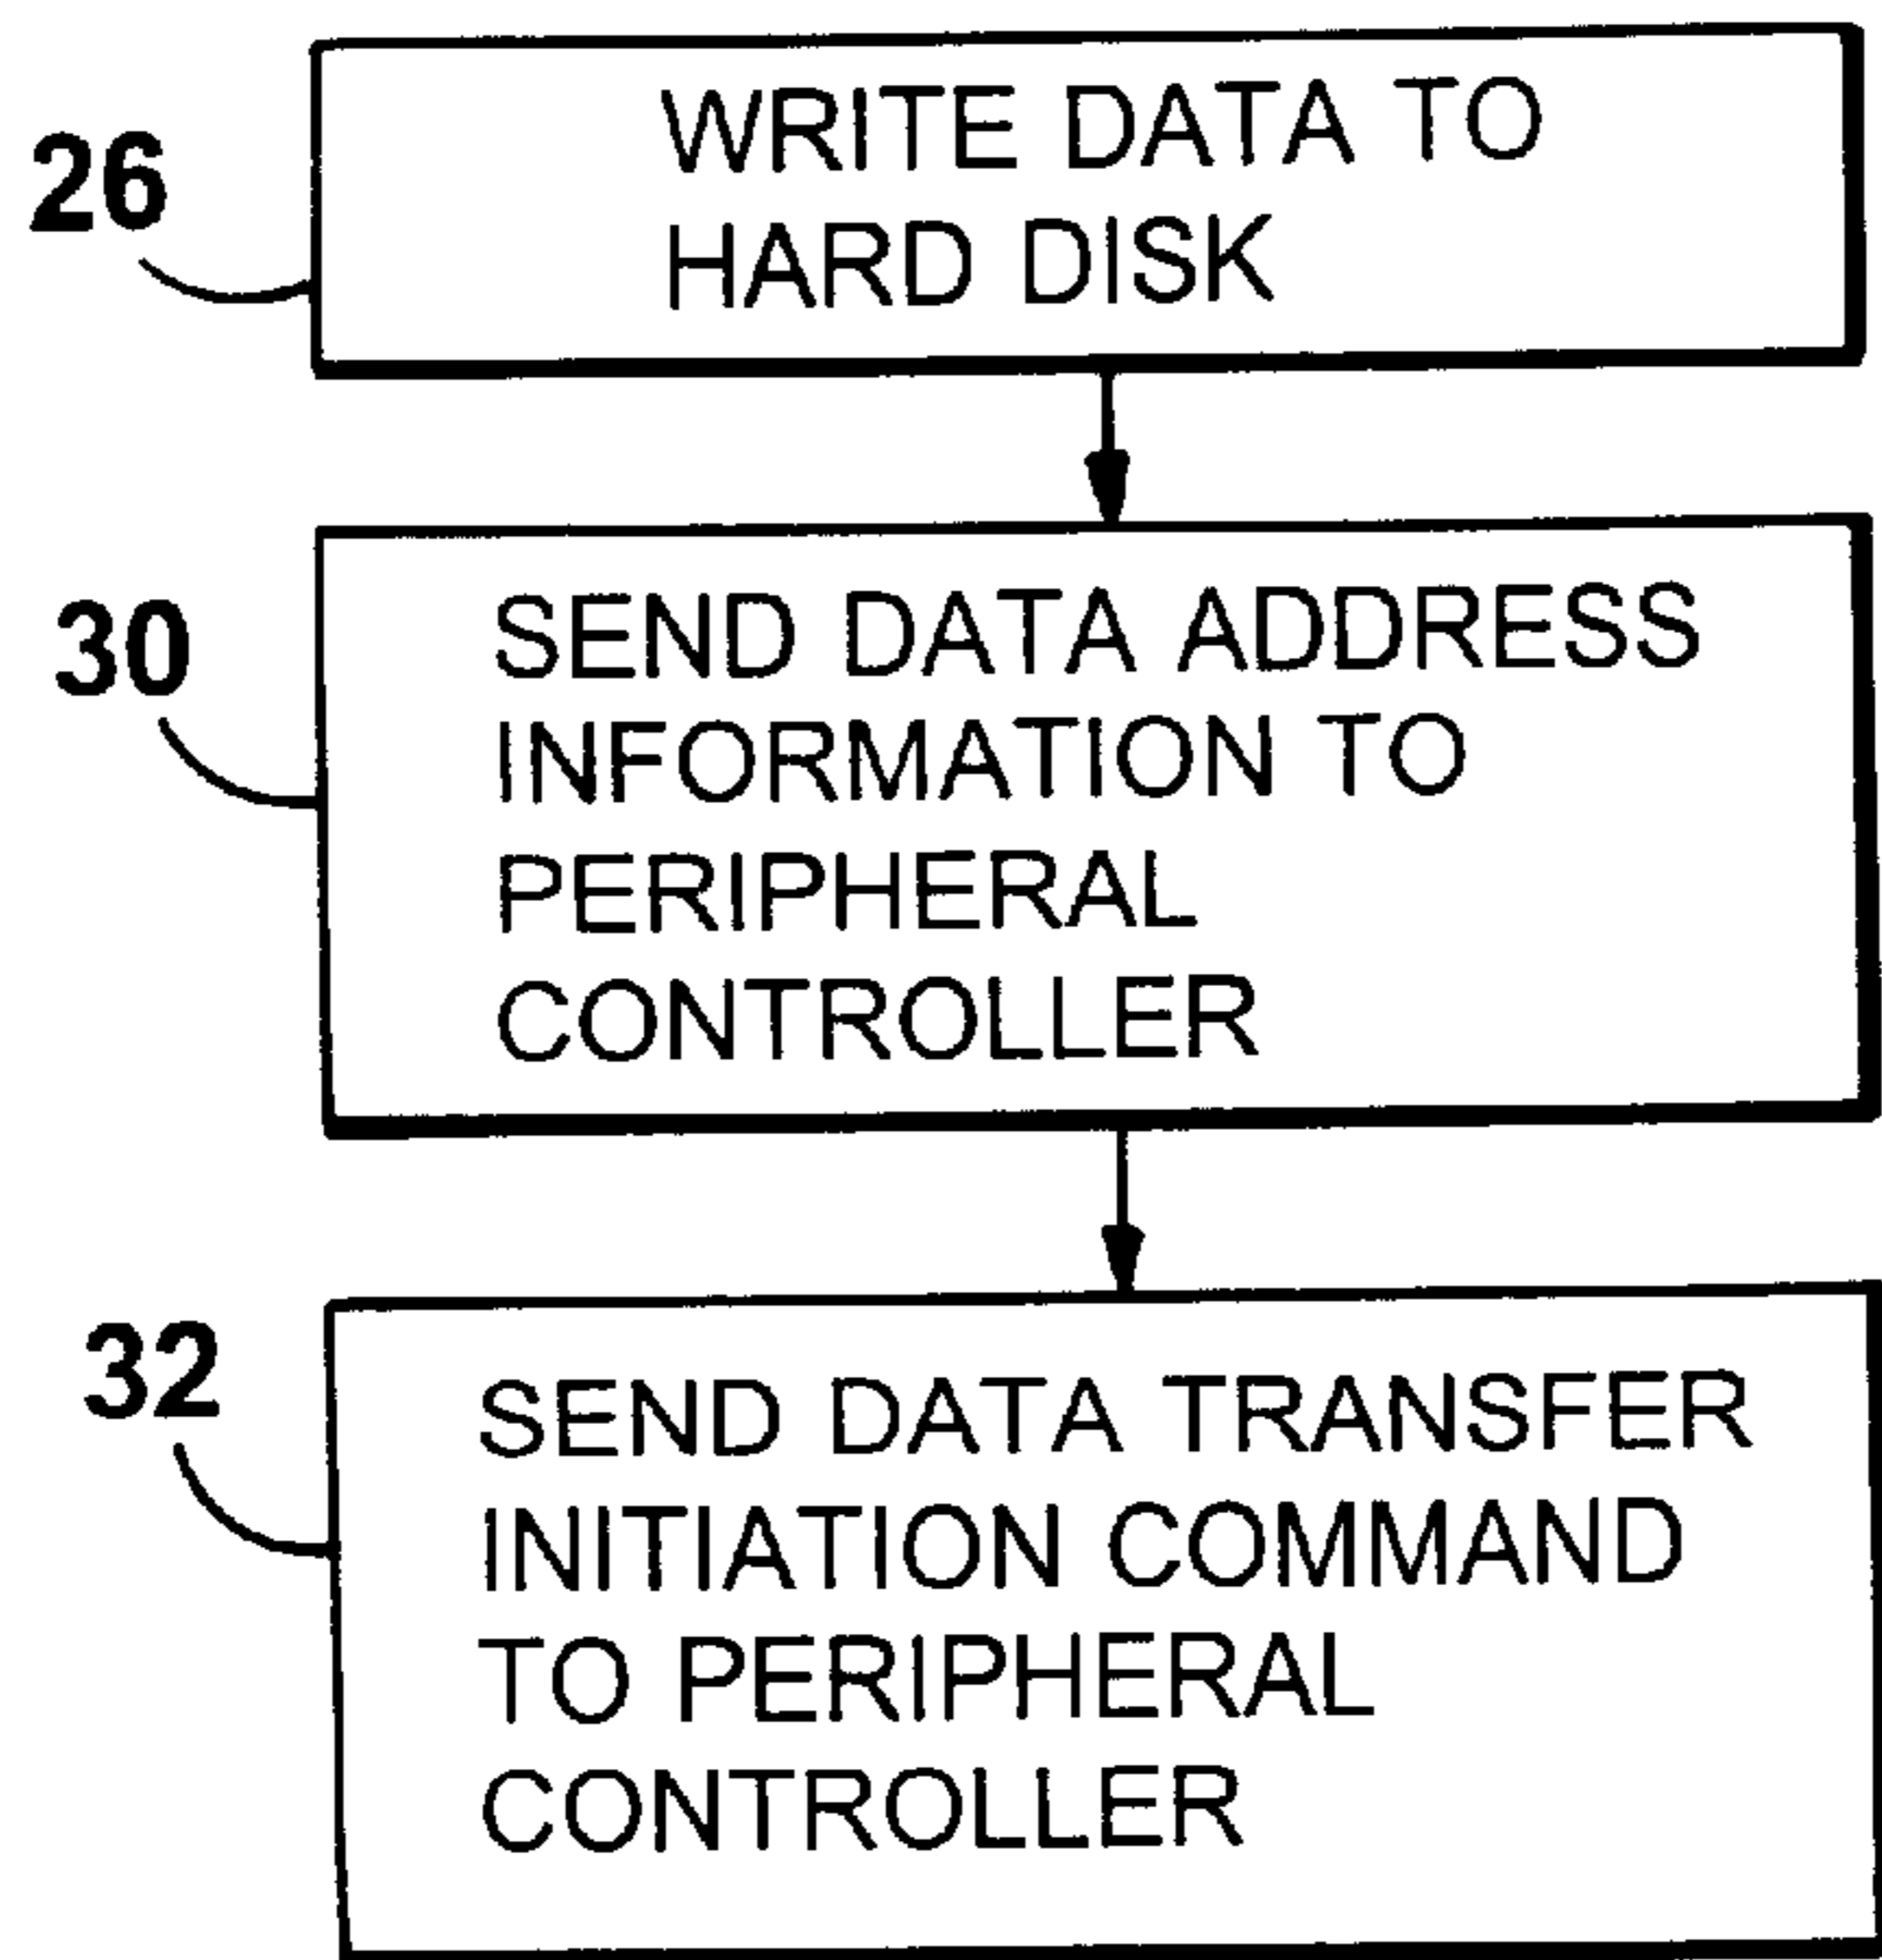 26
WRITE DATA TO
HARD DISK
30
SEND DATA ADDRESS
INFORMATION TO
PERIPHERAL
CONTROLLER
32
SEND DATA TRANSFER
INITIATION COMMAND
TO PERIPHERAL
CONTROLLER